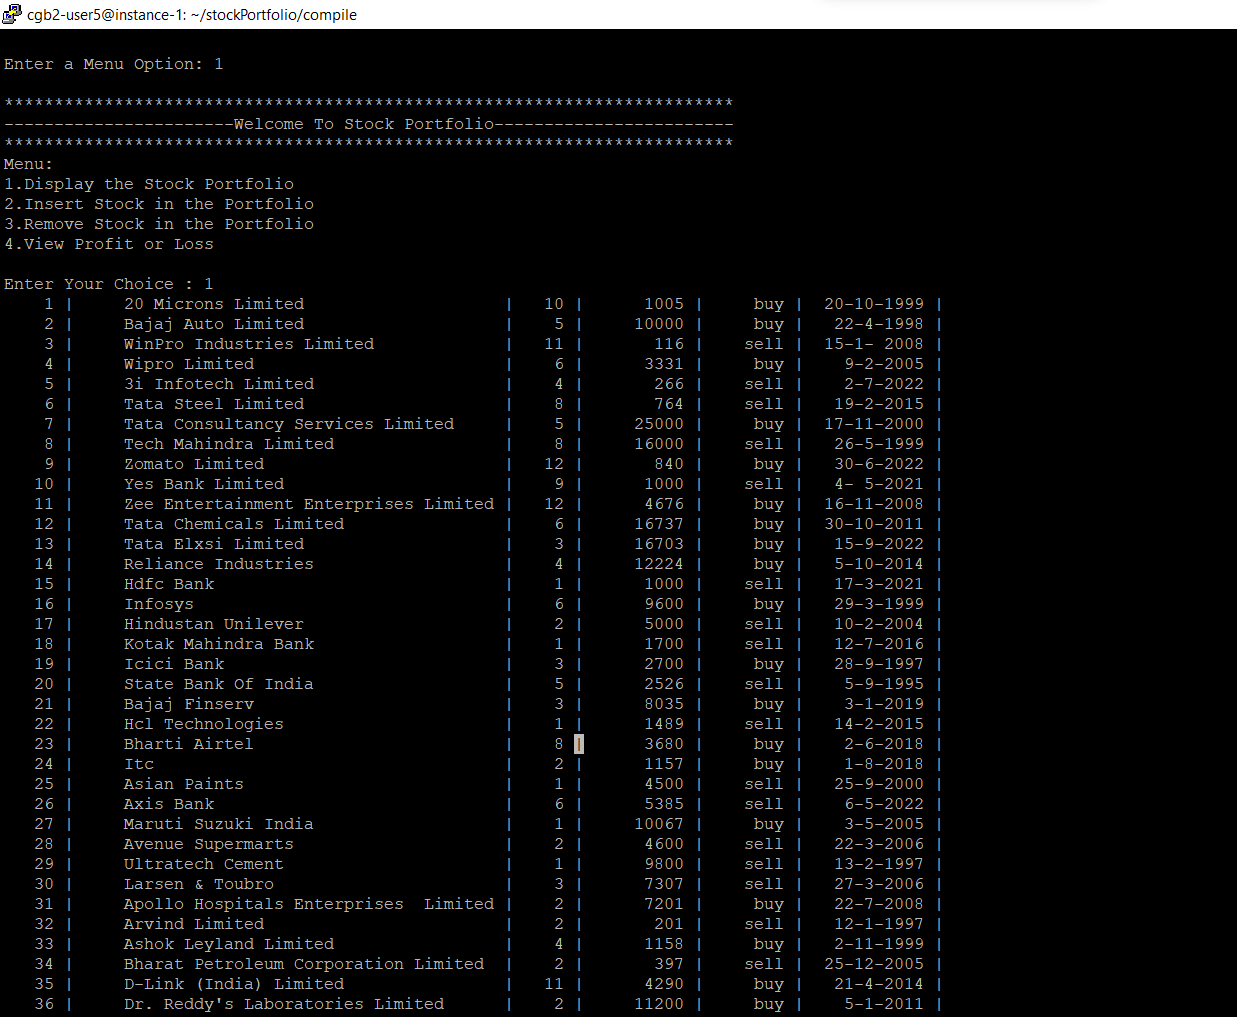 cgb2-user5@instance-1: ~/stockPortfolio/compile
Enter a Menu Option: 1
*************************************************************************
-----------------------Welcome To Stock Portfolio------------------------
*************************************************************************
Menu:
1.Display the Stock Portfolio
2.Insert Stock in the Portfolio
3.Remove Stock in the Portfolio
4.View Profit or Loss
Enter Your Choice : 1
1 | 20 Microns Limited | 10 | 1005 | buy | 20-10-1999 |
2 | Bajaj Auto Limited | 5 | 10000 | buy | 22-4-1998 |
3 | WinPro Industries Limited | 11 | 116 | sell | 15-1- 2008 |
4 | Wipro Limited | 6 | 3331 | buy | 9-2-2005 |
5 | 3i Infotech Limited | 4 | 266 | sell | 2-7-2022 |
6 | Tata Steel Limited | 8 | 764 | sell | 19-2-2015 |
7 | Tata Consultancy Services Limited | 5 | 25000 | buy | 17-11-2000 |
8 | Tech Mahindra Limited | 8 | 16000 | sell | 26-5-1999 |
9 | Zomato Limited | 12 | 840 | buy | 30-6-2022 |
10 | Yes Bank Limited | 9 | 1000 | sell | 4- 5-2021 |
11 | Zee Entertainment Enterprises Limited | 12 | 4676 | buy | 16-11-2008 |
12 | Tata Chemicals Limited | 6 | 16737 | buy | 30-10-2011 |
13 | Tata Elxsi Limited | 3 | 16703 | buy | 15-9-2022 |
14 | Reliance Industries | 4 | 12224 | buy | 5-10-2014 |
15 | Hdfc Bank | 1 | 1000 | sell | 17-3-2021 |
16 | Infosys | 6 | 9600 | buy | 29-3-1999 |
17 | Hindustan Unilever | 2 | 5000 | sell | 10-2-2004 |
18 | Kotak Mahindra Bank | 1 | 1700 | sell | 12-7-2016 |
19 | Icici Bank | 3 | 2700 | buy | 28-9-1997 |
20 | State Bank Of India | 5 | 2526 | sell | 5-9-1995 |
21 | Bajaj Finserv | 3 | 8035 | buy | 3-1-2019 |
22 | Hcl Technologies | 1 | 1489 | sell | 14-2-2015 |
23 | Bharti Airtel | 8 | 3680 | buy | 2-6-2018 |
24 | Itc | 2 | 1157 | buy | 1-8-2018 |
25 | Asian Paints | 1 | 4500 | sell | 25-9-2000 |
26 | Axis Bank | 6 | 5385 | sell | 6-5-2022 |
27 | Maruti Suzuki India | 1 | 10067 | buy | 3-5-2005 |
28 | Avenue Supermarts | 2 | 4600 | sell | 22-3-2006 |
29 | Ultratech Cement | 1 | 9800 | sell | 13-2-1997 |
30 | Larsen & Toubro | 3 | 7307 | sell | 27-3-2006 |
31 | Apollo Hospitals Enterprises  Limited | 2 | 7201 | buy | 22-7-2008 |
32 | Arvind Limited | 2 | 201 | sell | 12-1-1997 |
33 | Ashok Leyland Limited | 4 | 1158 | buy | 2-11-1999 |
34 | Bharat Petroleum Corporation Limited | 2 | 397 | sell | 25-12-2005 |
35 | D-Link (India) Limited | 11 | 4290 | buy | 21-4-2014 |
36 | Dr. Reddy's Laboratories Limited | 2 | 11200 | buy | 5-1-2011 |